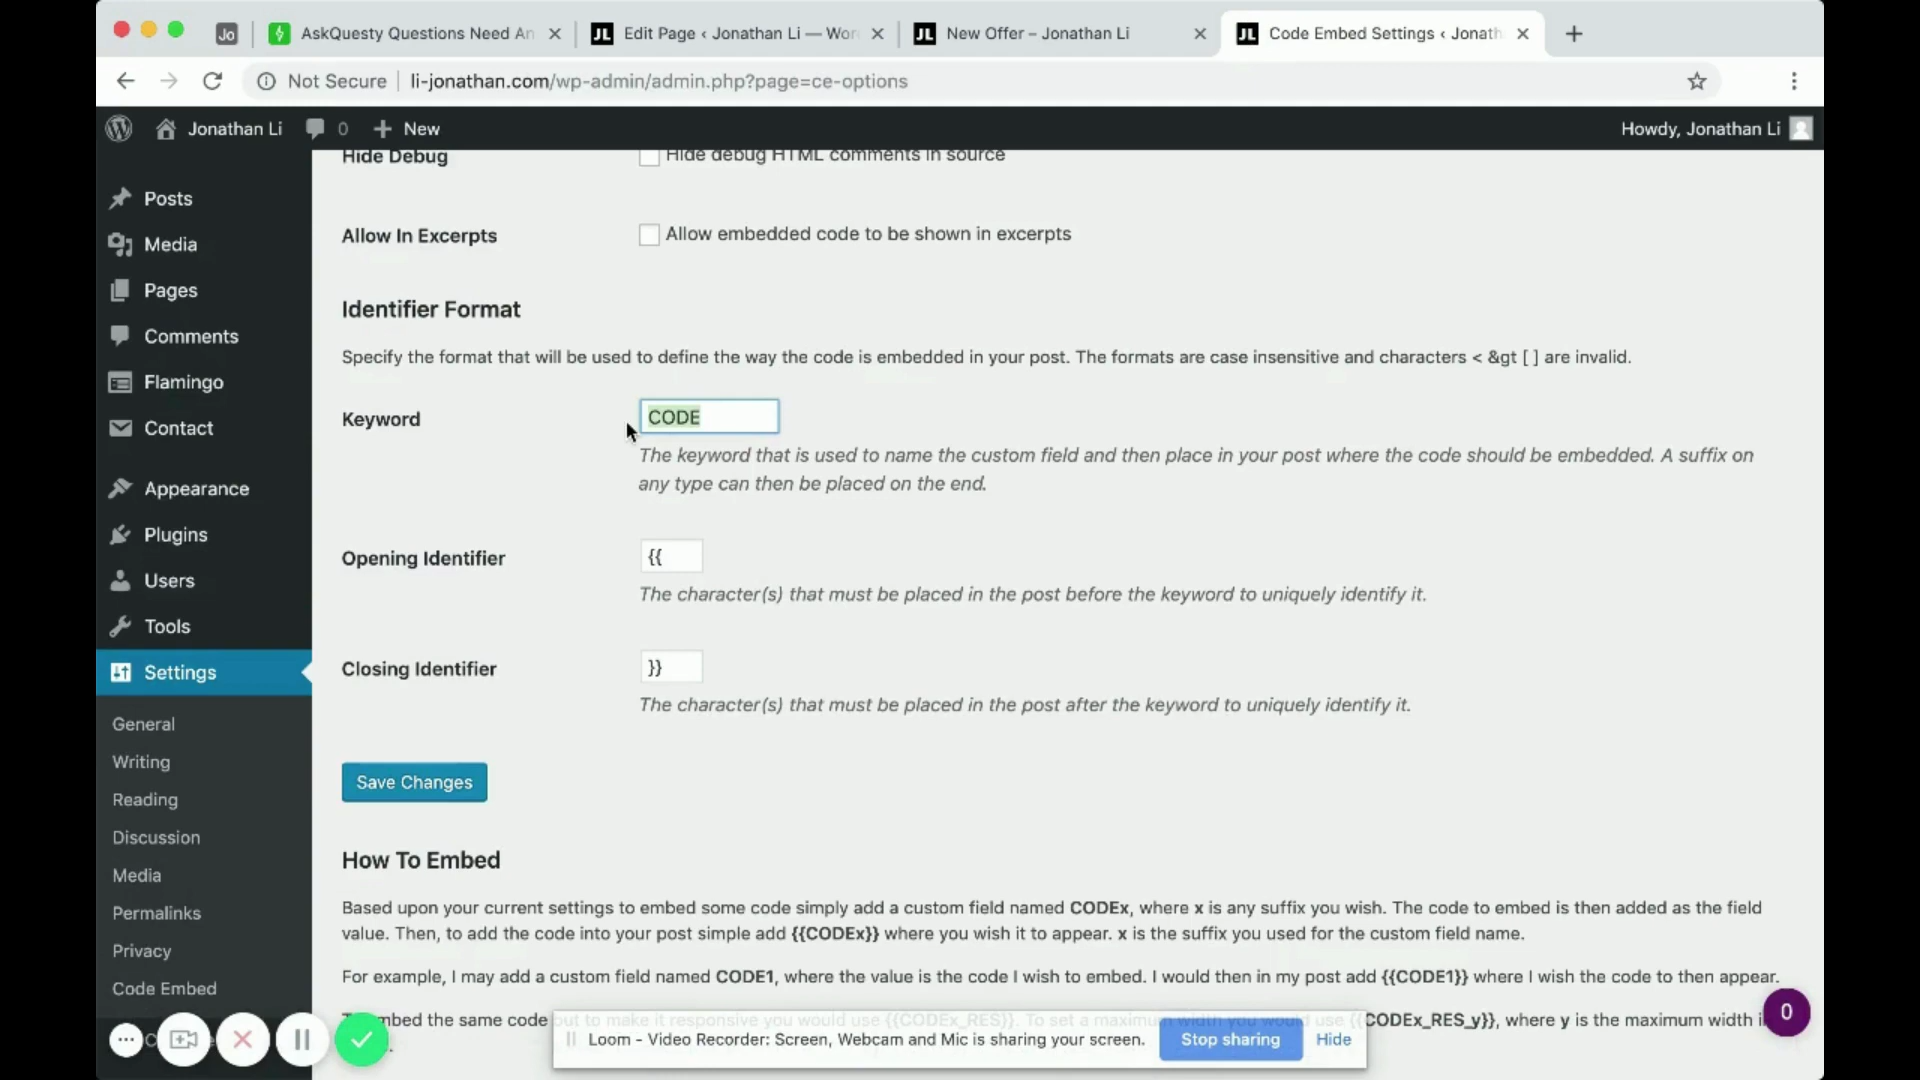 Jo
AskQuesty Questions Need An
JL Edit Page ‹ Jonathan Li — Wor
JL New Offer – Jonathan Li
JL Code Embed Settings ‹ Jonath
Not Secure li-jonathan.com/wp-admin/admin.php?page=ce-options
Jonathan Li 0 New
Howdy, Jonathan Li
Posts
Media
Pages
Comments
Flamingo
Contact
Appearance
Plugins
Users
Tools
Settings
General
Writing
Reading
Discussion
Media
Permalinks
Privacy
Code Embed
Hide Debug Hide debug HTML comments in source
Allow In Excerpts Allow embedded code to be shown in excerpts
Identifier Format
Specify the format that will be used to define the way the code is embedded in your post. The formats are case insensitive and characters < &gt [ ] are invalid.
Keyword CODE
The keyword that is used to name the custom field and then place in your post where the code should be embedded. A suffix on
any type can then be placed on the end.
Opening Identifier {{
The character(s) that must be placed in the post before the keyword to uniquely identify it.
Closing Identifier }}
The character(s) that must be placed in the post after the keyword to uniquely identify it.
Save Changes
How To Embed
Based upon your current settings to embed some code simply add a custom field named CODEx, where x is any suffix you wish. The code to embed is then added as the field
value. Then, to add the code into your post simple add {{CODEx}} where you wish it to appear. x is the suffix you used for the custom field name.
For example, I may add a custom field named CODE1, where the value is the code I wish to embed. I would then in my post add {{CODE1}} where I wish the code to then appear.
embed the same code but to make it responsive you would use {{CODEx_RES}}. To set a maximum width you would use {{CODEx_RES_y}}, where y is the maximum width
0
Loom - Video Recorder: Screen, Webcam and Mic is sharing your screen. Stop sharing Hide